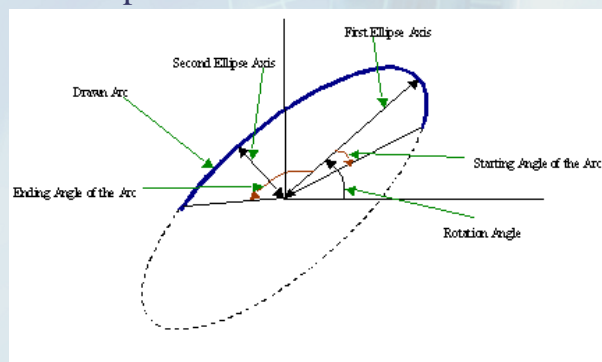 First Ellipse Axis
Second Ellipse Axis
Drawn Arc
Starting Angle of the Arc
Ending Angle of the Arc
Rotation Angle